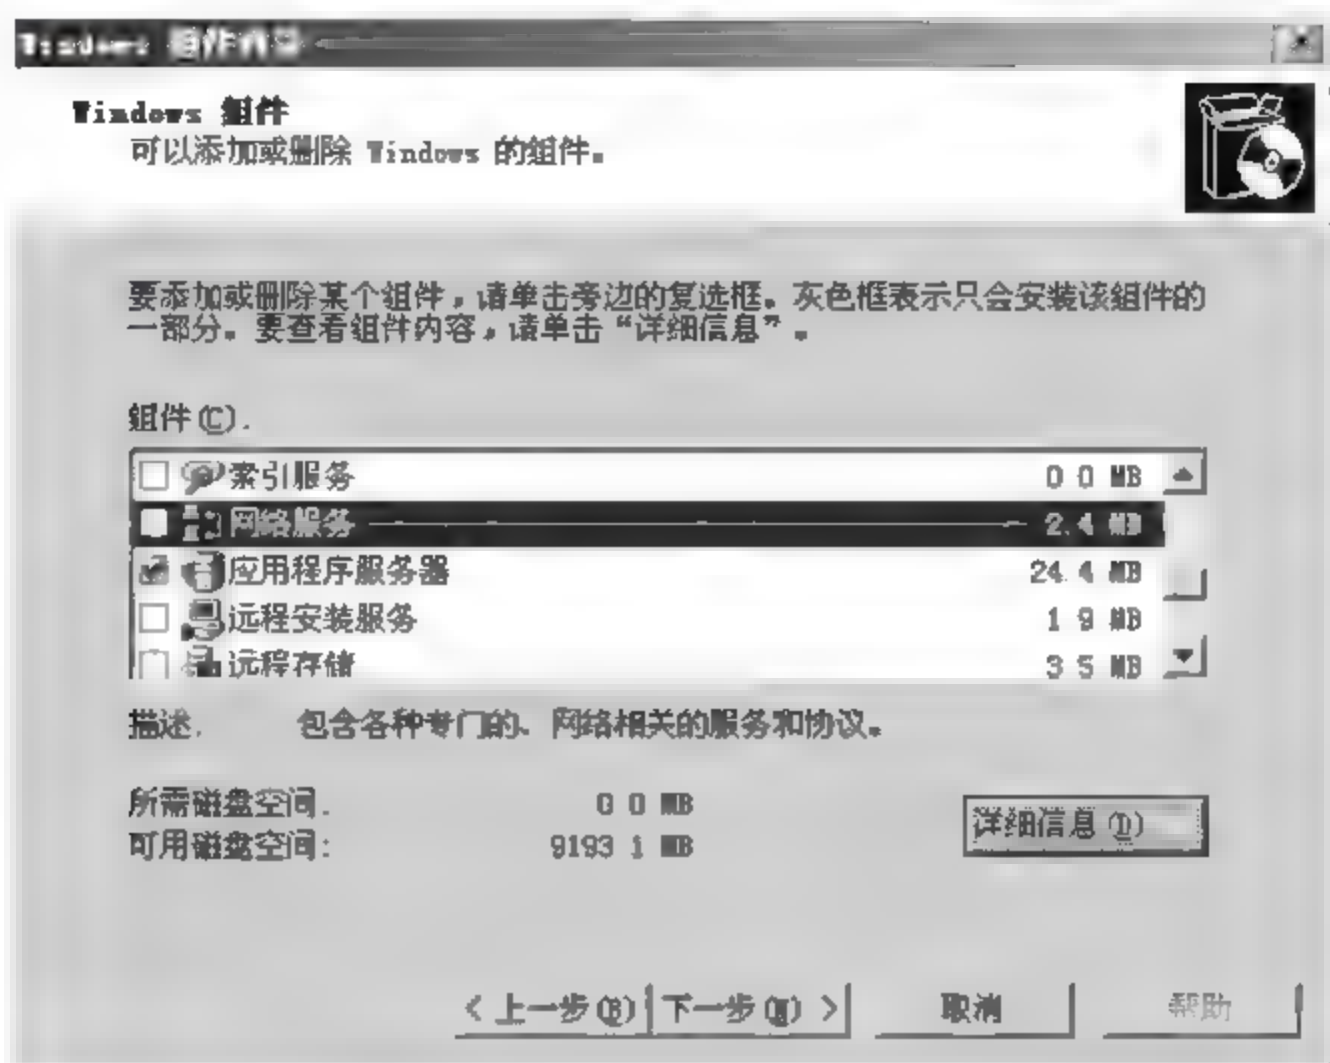 Windows 组件向导
Windows 组件
可以添加或删除 Windows 的组件。
要添加或删除某个组件，请单击旁边的复选框。灰色框表示只会安装该组件的
一部分。要查看组件内容，请单击“详细信息”。
组件(C).
索引服务 0 0 MB
网络服务 2.4 MB
应用程序服务器 24.4 MB
远程安装服务 1 9 MB
远程存储 3 5 MB
描述. 包含各种专门的、网络相关的服务和协议。
所需磁盘空间. 0 0 MB
可用磁盘空间: 9193 1 MB
详细信息(D)
< 上一步(B) 下一步(N) > 取消 帮助